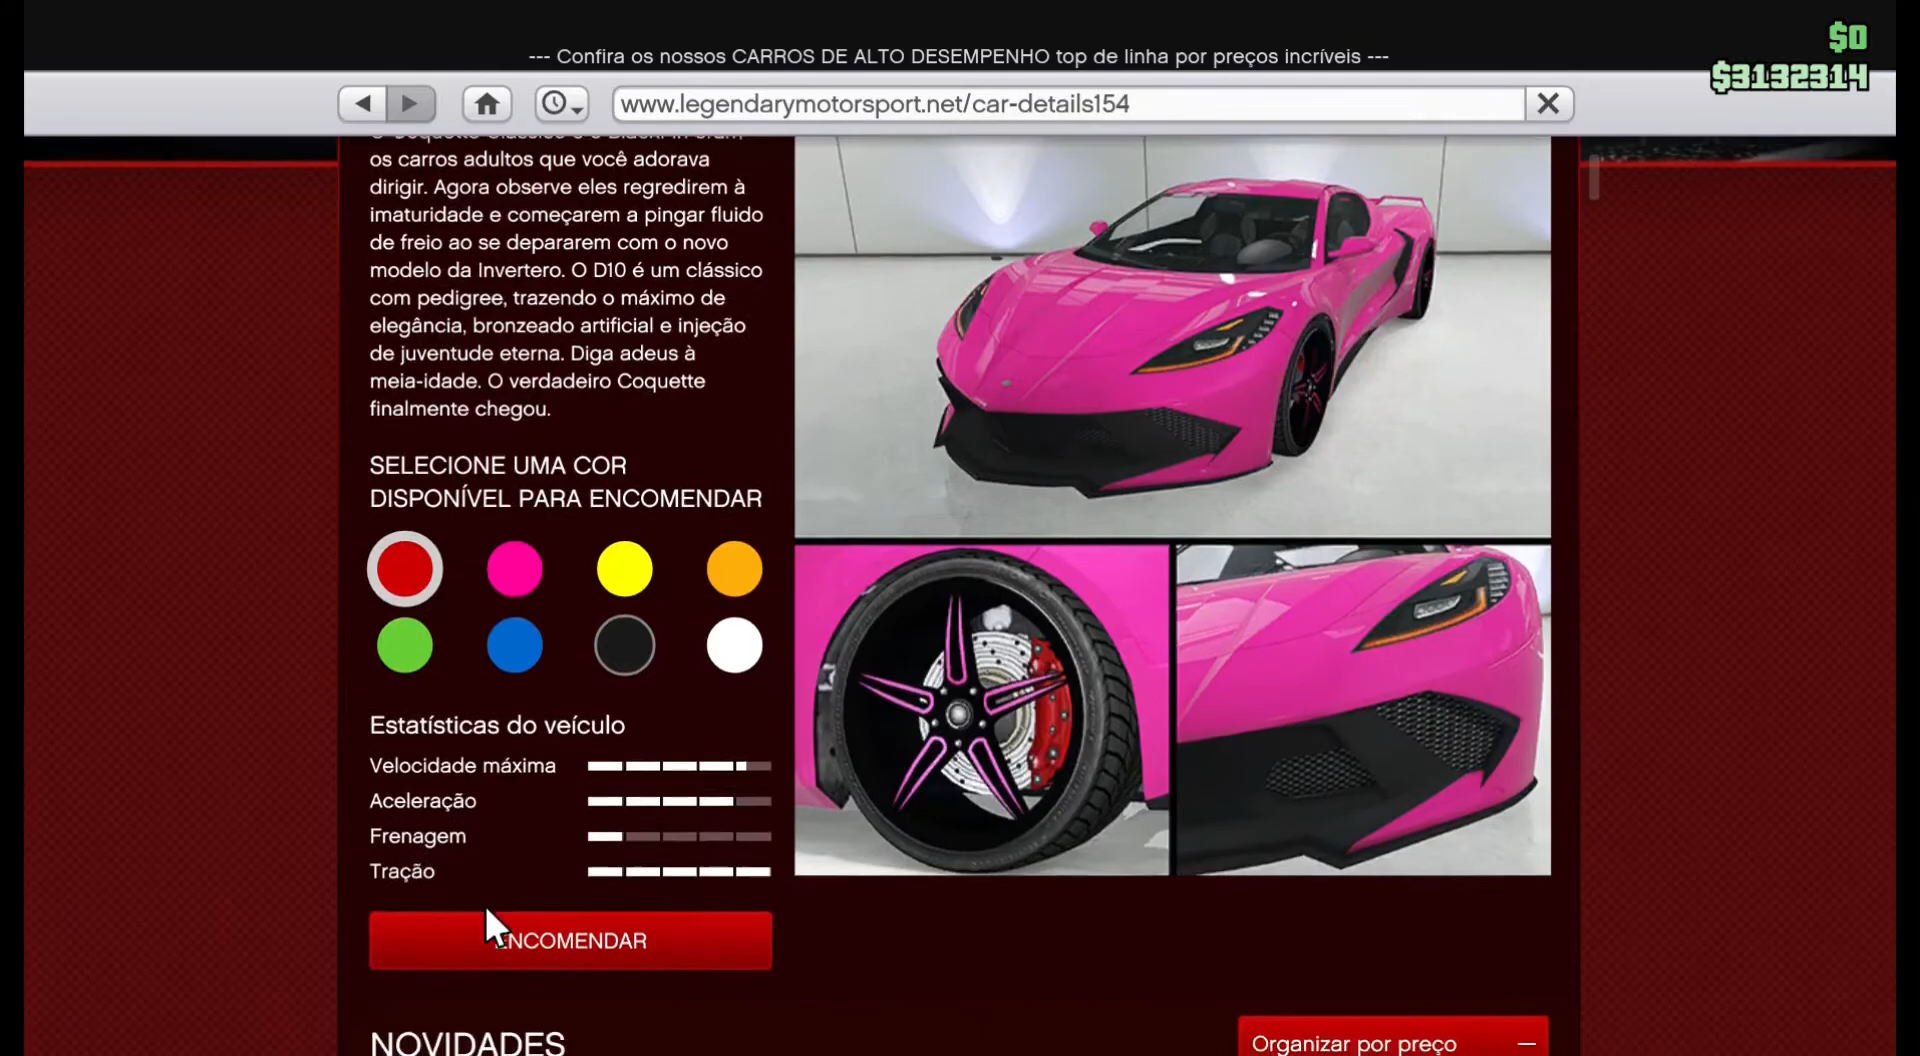 $0
--- Confira os nossos CARROS DE ALTO DESEMPENHO top de linha por preços incríveis ---
$3132314
www.legendarymotorsport.net/car-details154
os carros adultos que você adorava
dirigir. Agora observe eles regredirem à
imaturidade e começarem a pingar fluido
de freio ao se depararem com o novo
modelo da Invertero. O D10 é um clássico
com pedigree, trazendo o máximo de
elegância, bronzeado artificial e injeção
de juventude eterna. Diga adeus à
meia-idade. O verdadeiro Coquette
finalmente chegou.
SELECIONE UMA COR
DISPONÍVEL PARA ENCOMENDAR
Estatísticas do veículo
Velocidade máxima
Aceleração
Frenagem
Tração
ENCOMENDAR
NOVIDADES
Organizar por preço